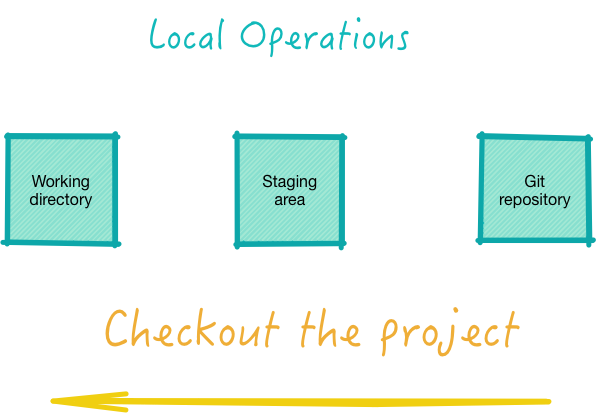 Local Operations
Working
directory
Staging
area
Git
repository
Checkout the project